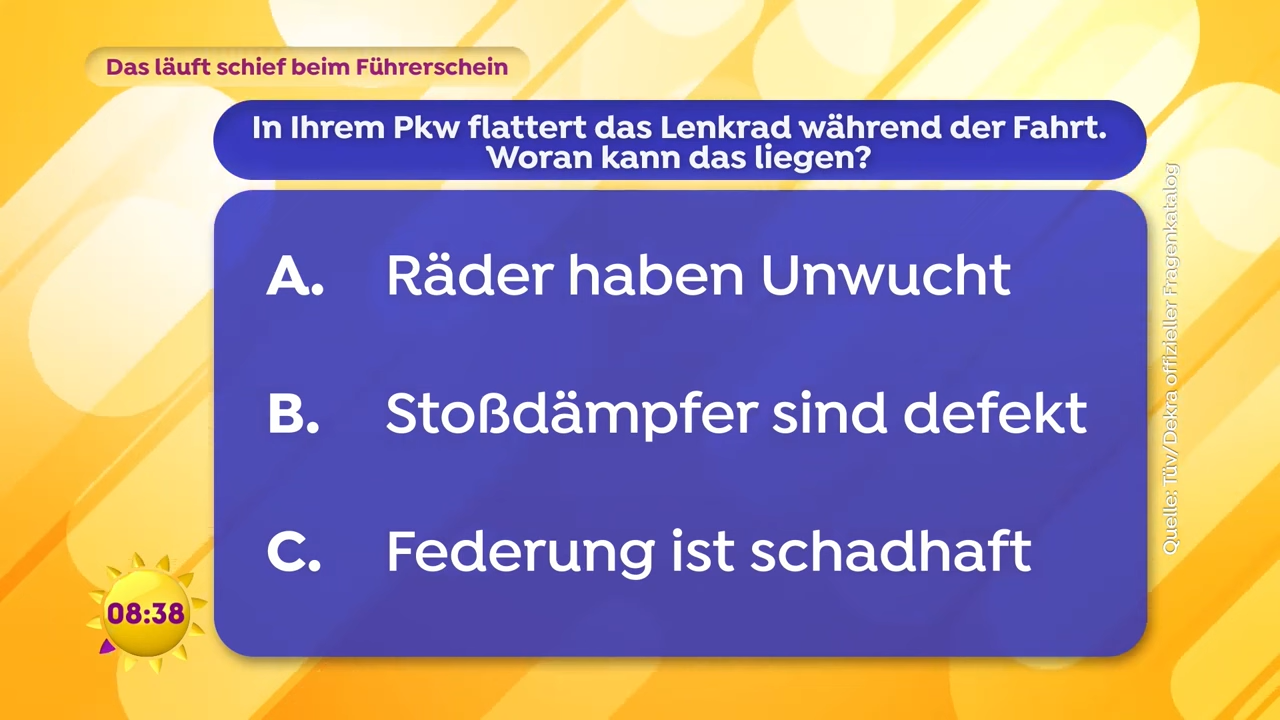 Das läuft schief beim Führerschein
In Ihrem Pkw flattert das Lenkrad während der Fahrt.
Woran kann das liegen?
A. Räder haben Unwucht
B. Stoßdämpfer sind defekt
C. Federung ist schadhaft
Quelle: Tüv/Dekra offizieller Fragenkatalog
08:38